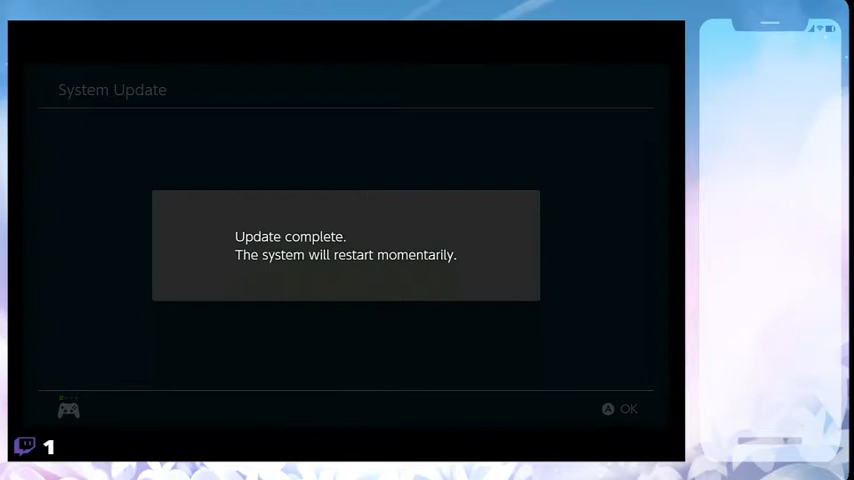 System Update
Update complete.
The system will restart momentarily.
A OK
1